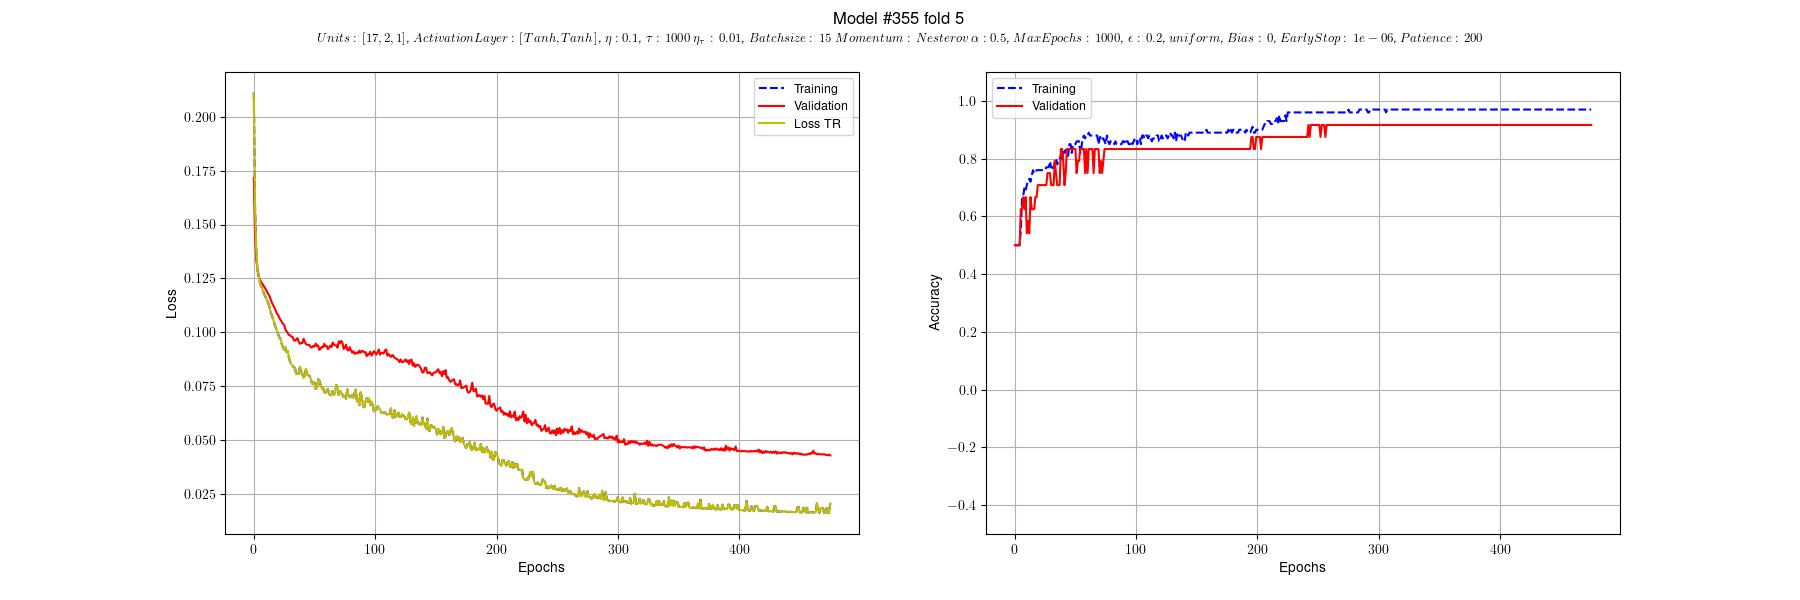 Model #355 fold 5
Units : [17, 2, 1], ActivationLayer : [Tanh, Tanh], η : 0.1, τ : 1000 η_τ : 0.01, Batchsize : 15 Momentum : Nesterov α : 0.5, MaxEpochs : 1000, ϵ : 0.2, uniform, Bias : 0, EarlyStop : 1e − 06, Patience : 200
Loss
0.200
0.175
0.150
0.125
0.100
0.075
0.050
0.025
0 100 200 300 400
Epochs
Training
Validation
Loss TR
Accuracy
1.0
0.8
0.6
0.4
0.2
0.0
−0.2
−0.4
0 100 200 300 400
Epochs
Training
Validation